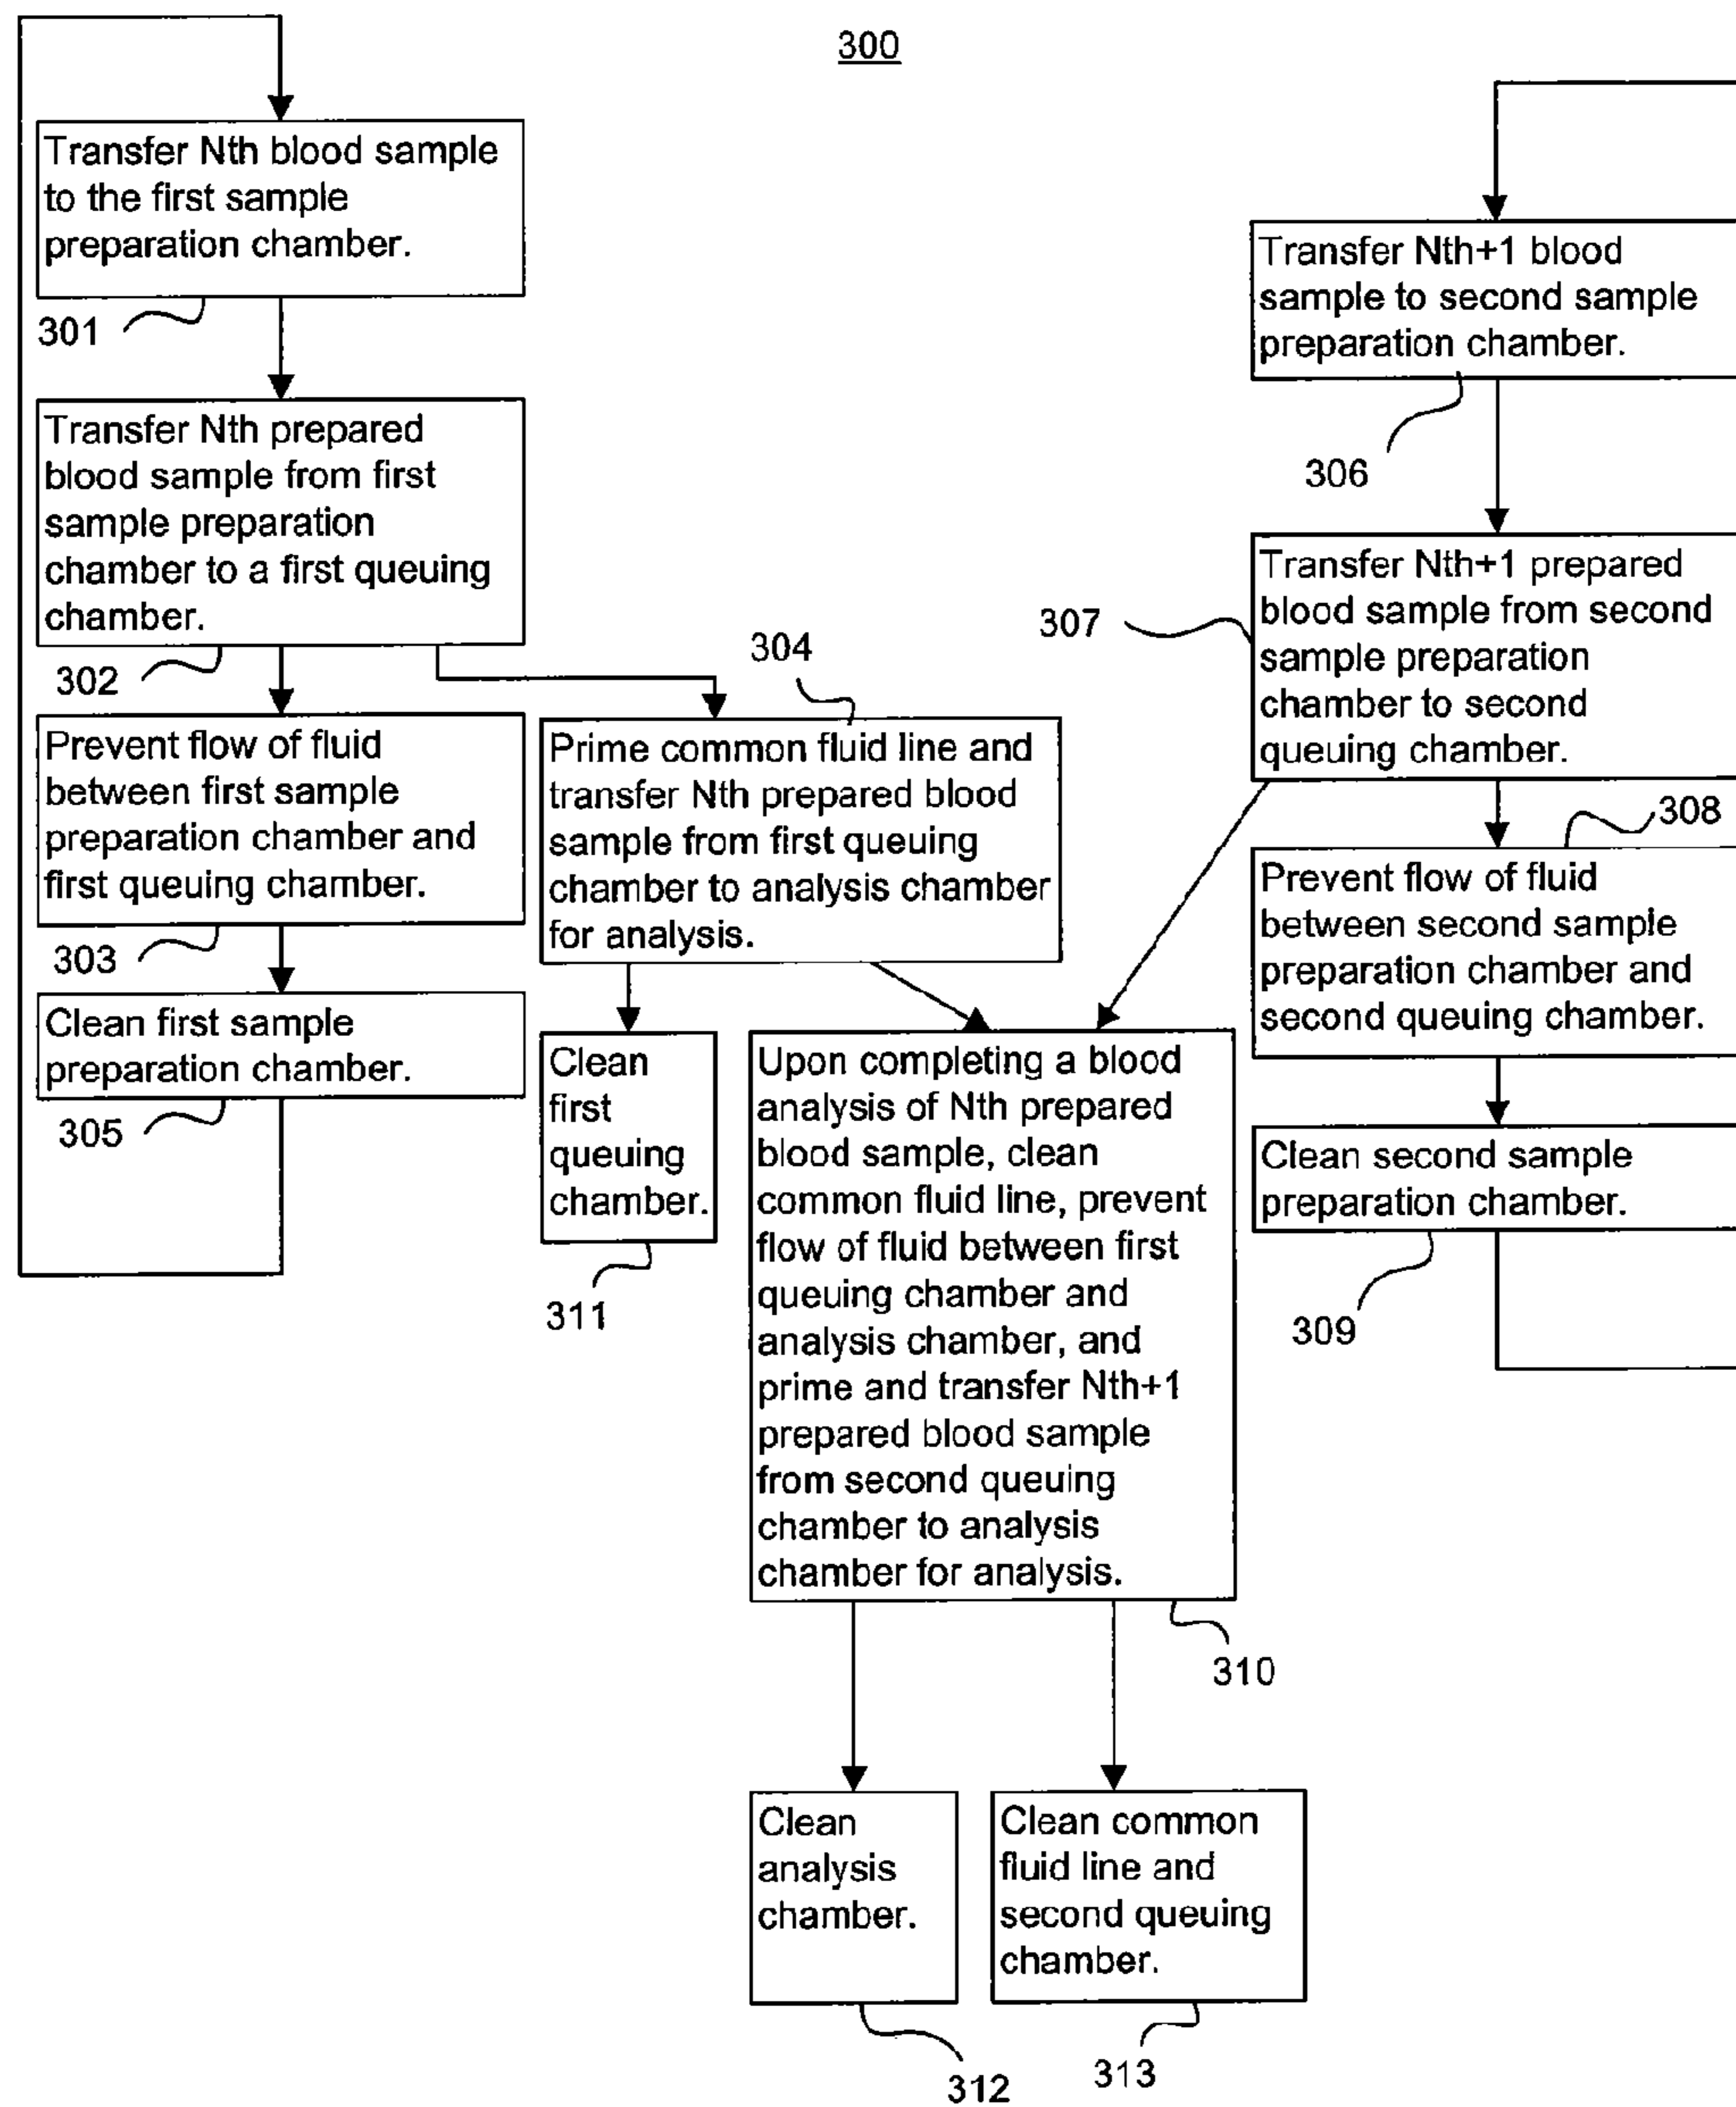 300
Transfer Nth blood sample
to the first sample
preparation chamber.
301
Transfer Nth prepared
blood sample from first
sample preparation
chamber to a first queuing
chamber.
302
Prevent flow of fluid
between first sample
preparation chamber and
first queuing chamber.
303
Clean first sample
preparation chamber.
305
304
Prime common fluid line and
transfer Nth prepared blood
sample from first queuing
chamber to analysis chamber
for analysis.
Clean
first
queuing
chamber.
311
Transfer Nth+1 blood
sample to second sample
preparation chamber.
306
307
Transfer Nth+1 prepared
blood sample from second
sample preparation
chamber to second
queuing chamber.
308
Prevent flow of fluid
between second sample
preparation chamber and
second queuing chamber.
Clean second sample
preparation chamber.
309
Upon completing a blood
analysis of Nth prepared
blood sample, clean
common fluid line, prevent
flow of fluid between first
queuing chamber and
analysis chamber, and
prime and transfer Nth+1
prepared blood sample
from second queuing
chamber to analysis
chamber for analysis.
310
Clean
analysis
chamber.
312
Clean common
fluid line and
second queuing
chamber.
313